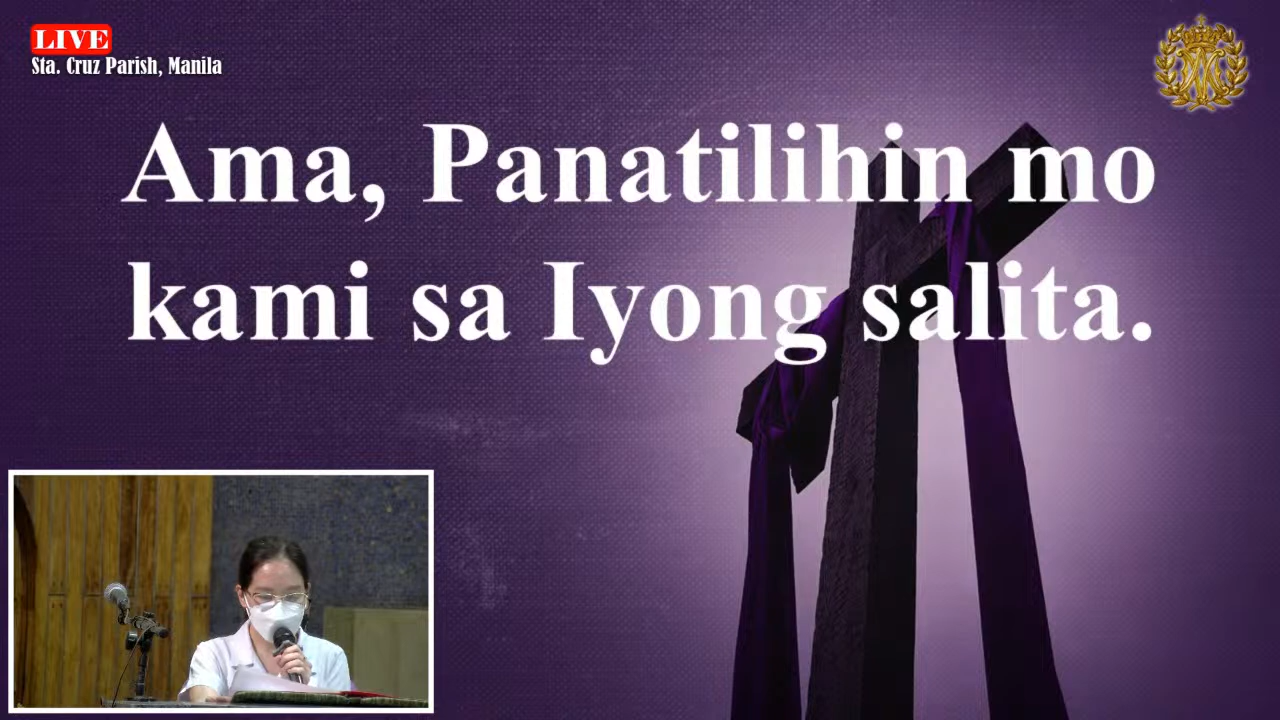 LIVE
Sta. Cruz Parish, Manila
Ama, Panatilihin mo
kami sa Iyong salita.